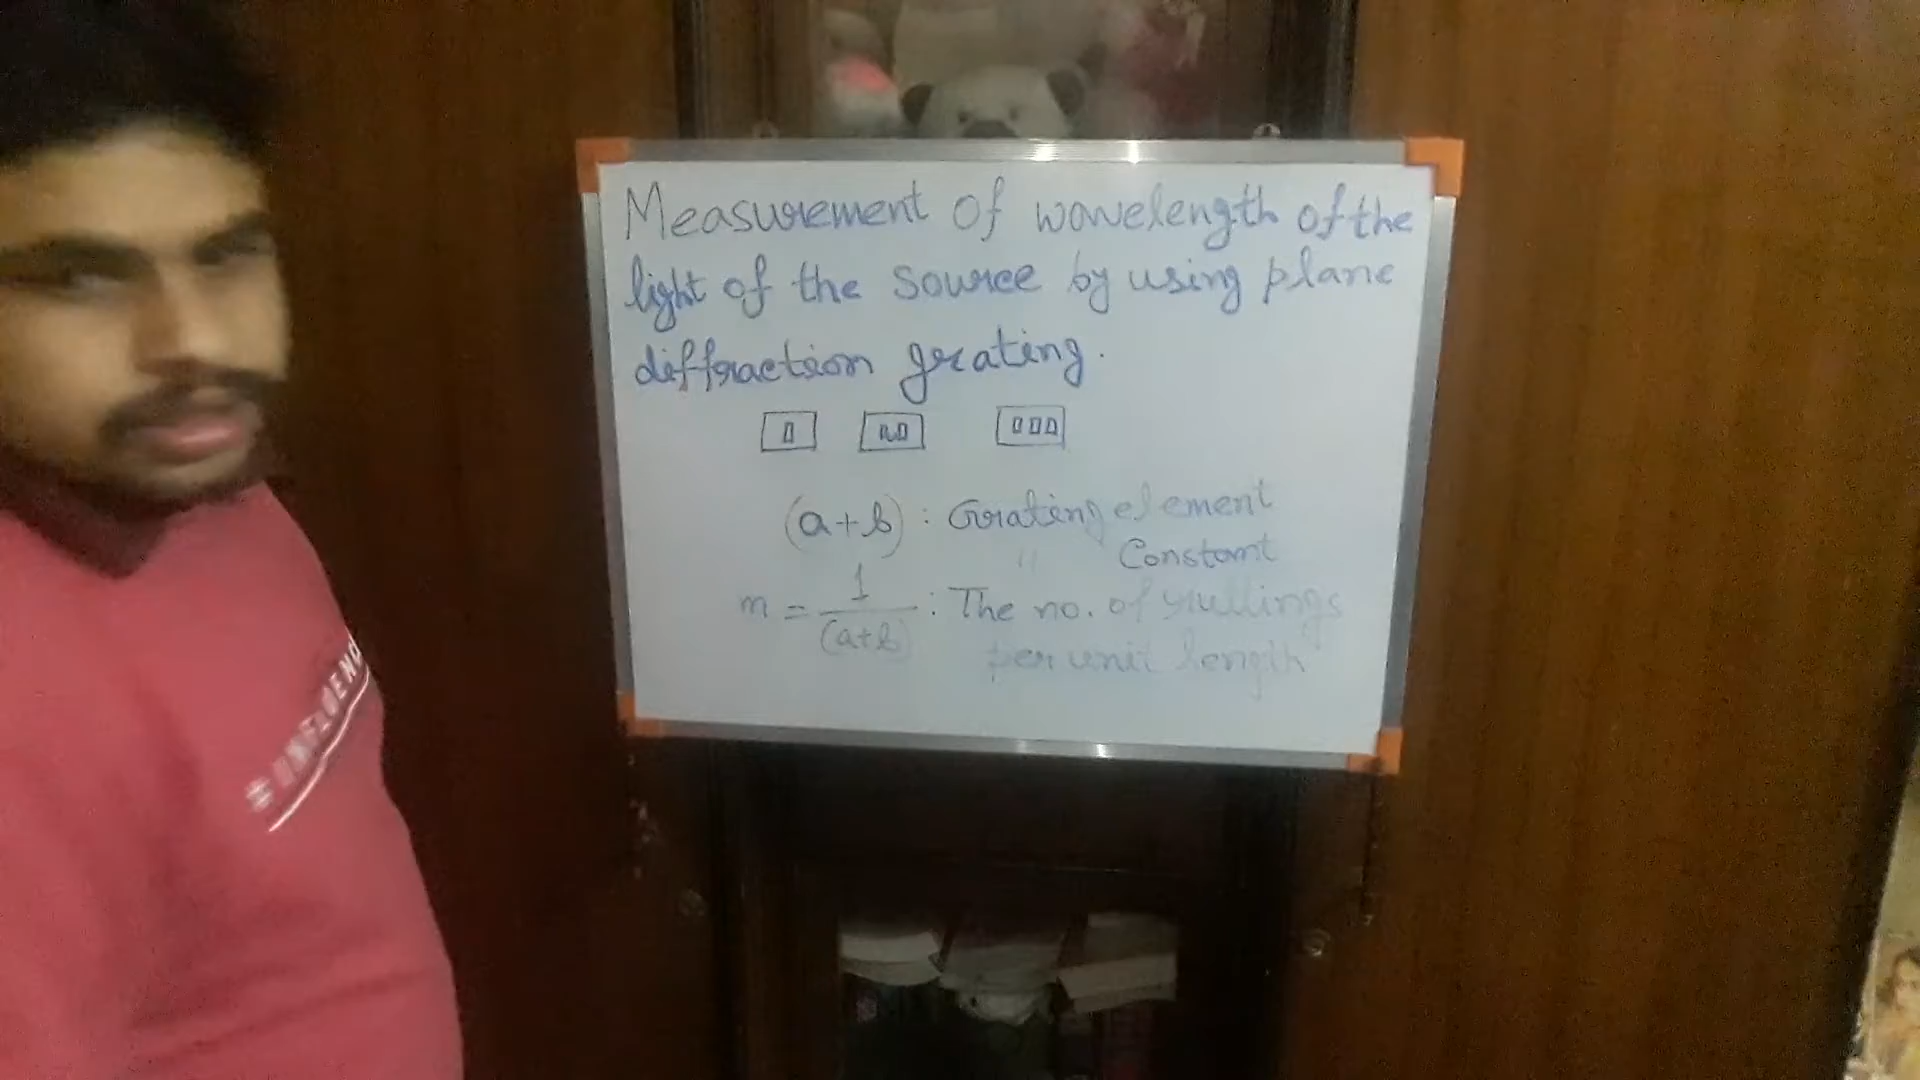 Measurement of wavelength of the
light of the source by using plane
diffraction grating.
(a+b) : Grating element
" Constant
m = 1/(a+b) : The no. of rullings
per unit length
# INFLUENC